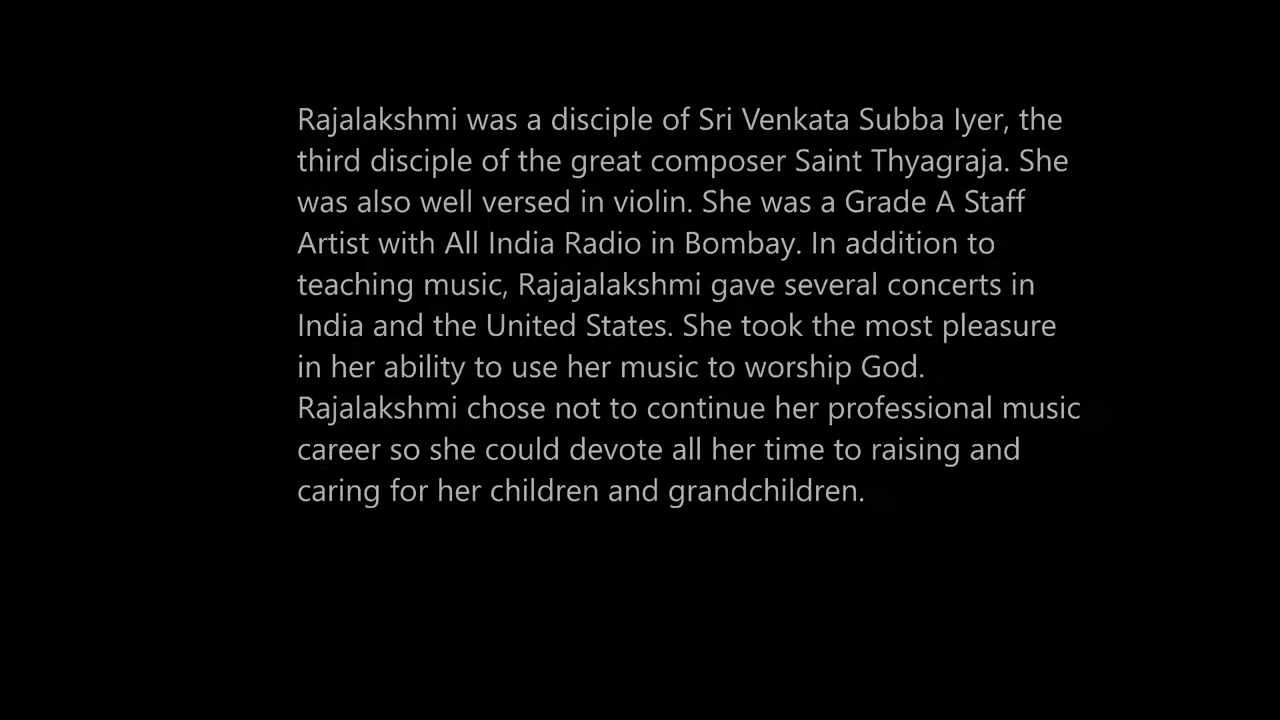 Rajalakshmi was a disciple of Sri Venkata Subba Iyer, the
third disciple of the great composer Saint Thyagraja. She
was also well versed in violin. She was a Grade A Staff
Artist with All India Radio in Bombay. In addition to
teaching music, Rajajalakshmi gave several concerts in
India and the United States. She took the most pleasure
in her ability to use her music to worship God.
Rajalakshmi chose not to continue her professional music
career so she could devote all her time to raising and
caring for her children and grandchildren.